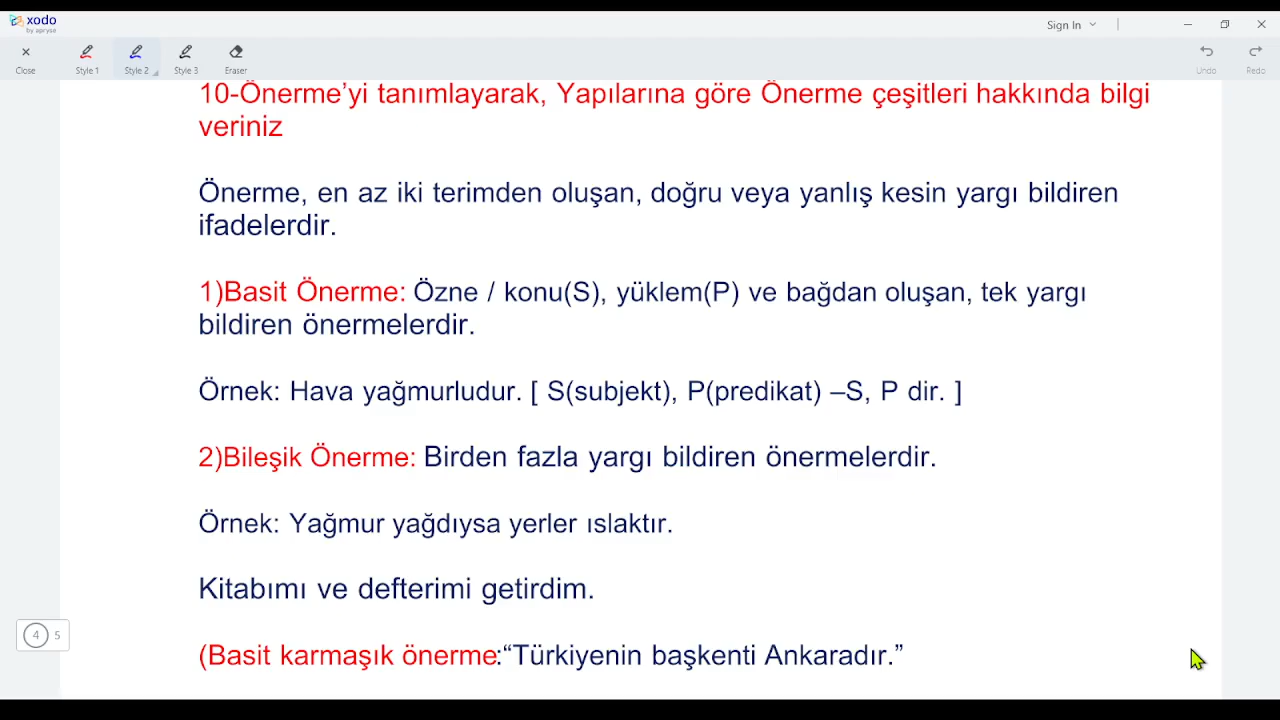 xodo
by apryse
Sign In
Close
Style 1
Style 2
Style 3
Eraser
Undo
Redo
10-Önerme’yi tanımlayarak, Yapılarına göre Önerme çeşitleri hakkında bilgi
veriniz
Önerme, en az iki terimden oluşan, doğru veya yanlış kesin yargı bildiren
ifadelerdir.
1)Basit Önerme: Özne / konu(S), yüklem(P) ve bağdan oluşan, tek yargı
bildiren önermelerdir.
Örnek: Hava yağmurludur. [ S(subjekt), P(predikat) –S, P dir. ]
2)Bileşik Önerme: Birden fazla yargı bildiren önermelerdir.
Örnek: Yağmur yağdıysa yerler ıslaktır.
Kitabımı ve defterimi getirdim.
4 5
(Basit karmaşık önerme:“Türkiyenin başkenti Ankaradır.”